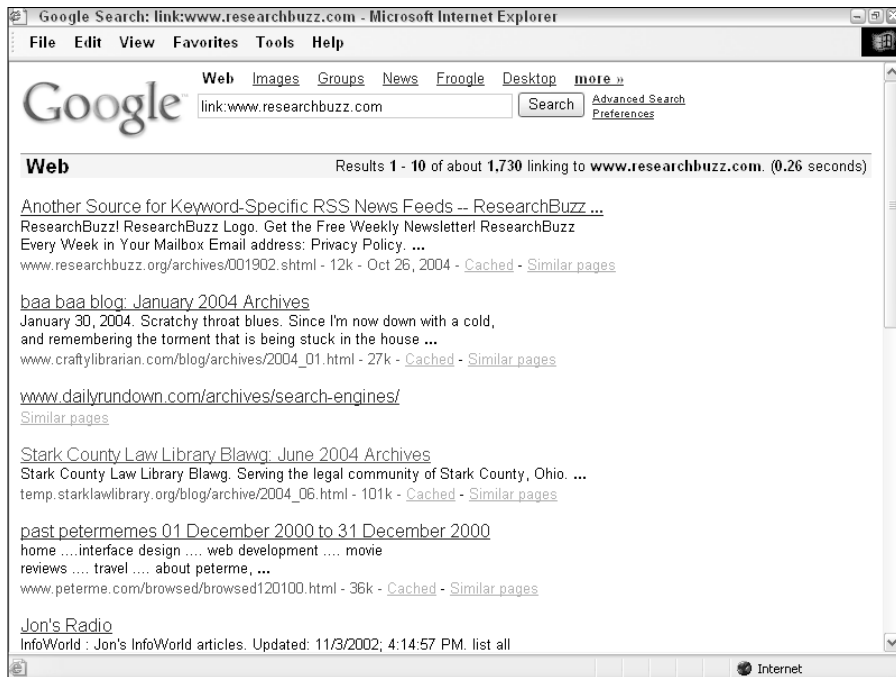 Google Search: link:www.researchbuzz.com - Microsoft Internet Explorer
File Edit View Favorites Tools Help
Web Images Groups News Froogle Desktop more »
Google™
link:www.researchbuzz.com Search Advanced Search
Preferences
Web Results 1 - 10 of about 1,730 linking to www.researchbuzz.com. (0.26 seconds)
Another Source for Keyword-Specific RSS News Feeds -- ResearchBuzz ...
ResearchBuzz! ResearchBuzz Logo. Get the Free Weekly Newsletter! ResearchBuzz
Every Week in Your Mailbox Email address: Privacy Policy. ...
www.researchbuzz.org/archives/001902.shtml - 12k - Oct 26, 2004 - Cached - Similar pages
baa baa blog: January 2004 Archives
January 30, 2004. Scratchy throat blues. Since I'm now down with a cold,
and remembering the torment that is being stuck in the house ...
www.craftylibrarian.com/blog/archives/2004_01.html - 27k - Cached - Similar pages
www.dailyrundown.com/archives/search-engines/
Similar pages
Stark County Law Library Blawg: June 2004 Archives
Stark County Law Library Blawg. Serving the legal community of Stark County, Ohio. ...
temp.starklawlibrary.org/blog/archive/2004_06.html - 101k - Cached - Similar pages
past petermemes 01 December 2000 to 31 December 2000
home ....interface design .... web development .... movie
reviews .... travel .... about peterme, ...
www.peterme.com/browsed/browsed120100.html - 36k - Cached - Similar pages
Jon's Radio
InfoWorld : Jon's InfoWorld articles. Updated: 11/3/2002; 4:14:57 PM. list all
Internet